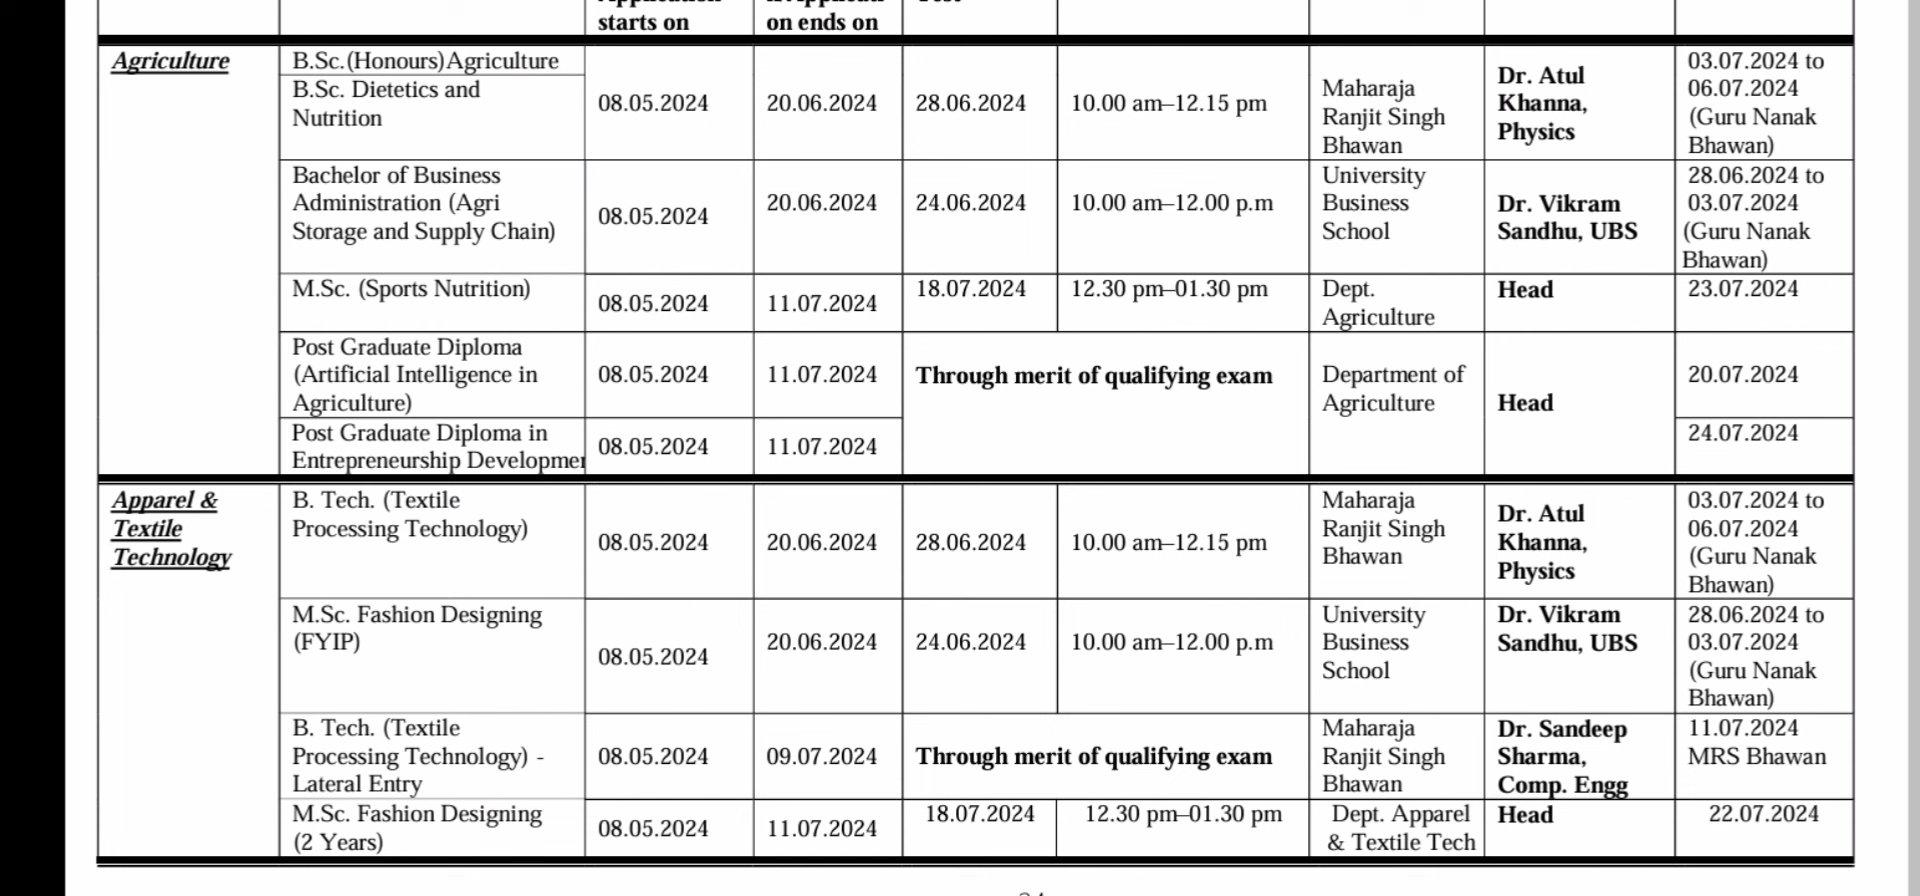 starts on
on ends on
Agriculture
B.Sc.(Honours)Agriculture
B.Sc. Dietetics and
Nutrition
08.05.2024
20.06.2024
28.06.2024
10.00 am–12.15 pm
Maharaja
Ranjit Singh
Bhawan
Dr. Atul
Khanna,
Physics
03.07.2024 to
06.07.2024
(Guru Nanak
Bhawan)
Bachelor of Business
Administration (Agri
Storage and Supply Chain)
08.05.2024
20.06.2024
24.06.2024
10.00 am–12.00 p.m
University
Business
School
Dr. Vikram
Sandhu, UBS
28.06.2024 to
03.07.2024
(Guru Nanak
Bhawan)
M.Sc. (Sports Nutrition)
08.05.2024
11.07.2024
18.07.2024
12.30 pm–01.30 pm
Dept.
Agriculture
Head
23.07.2024
Post Graduate Diploma
(Artificial Intelligence in
Agriculture)
08.05.2024
11.07.2024
Through merit of qualifying exam
Department of
Agriculture
Head
20.07.2024
Post Graduate Diploma in
Entrepreneurship
08.05.2024
11.07.2024
24.07.2024
Apparel &
Textile
Technology
B. Tech. (Textile
Processing Technology)
08.05.2024
20.06.2024
28.06.2024
10.00 am–12.15 pm
Maharaja
Ranjit Singh
Bhawan
Dr. Atul
Khanna,
Physics
03.07.2024 to
06.07.2024
(Guru Nanak
Bhawan)
M.Sc. Fashion Designing
(FYIP)
08.05.2024
20.06.2024
24.06.2024
10.00 am–12.00 p.m
University
Business
School
Dr. Vikram
Sandhu, UBS
28.06.2024 to
03.07.2024
(Guru Nanak
Bhawan)
B. Tech. (Textile
Processing Technology) -
Lateral Entry
08.05.2024
09.07.2024
Through merit of qualifying exam
Maharaja
Ranjit Singh
Bhawan
Dr. Sandeep
Sharma,
Comp. Engg
11.07.2024
MRS Bhawan
M.Sc. Fashion Designing
(2 Years)
08.05.2024
11.07.2024
18.07.2024
12.30 pm–01.30 pm
Dept. Apparel
& Textile Tech
Head
22.07.2024